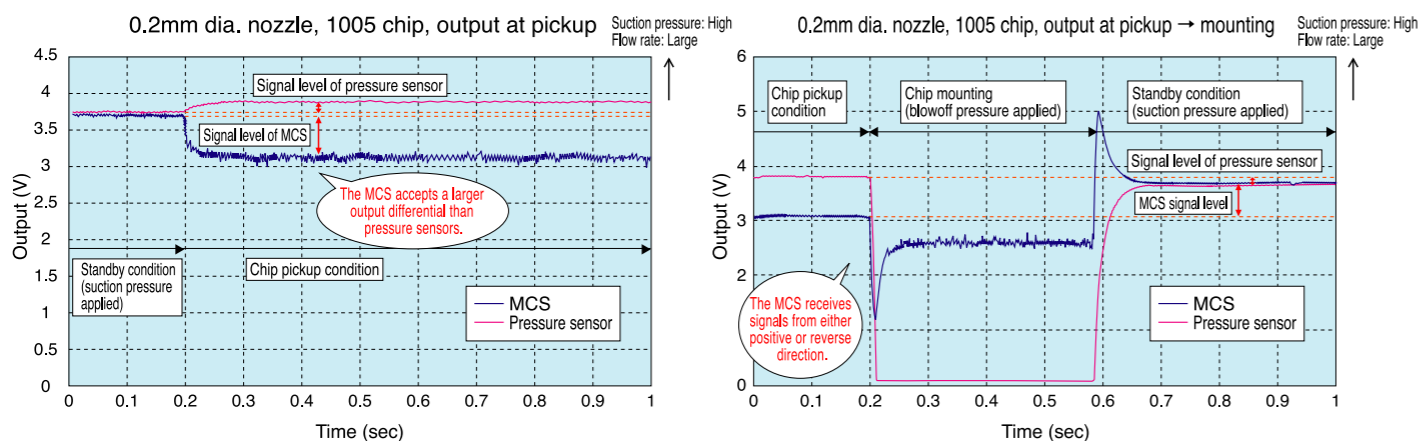 0.2mm dia. nozzle, 1005 chip, output at pickup
Suction pressure: High
Flow rate: Large
Output (V)
4.5
4
3.5
3
2.5
2
1.5
1
0.5
0
Signal level of pressure sensor
Signal level of MCS
The MCS accepts a larger
output differential than
pressure sensors.
Standby condition
(suction pressure
applied)
Chip pickup condition
MCS
Pressure sensor
0 0.1 0.2 0.3 0.4 0.5 0.6 0.7 0.8 0.9 1
Time (sec)
0.2mm dia. nozzle, 1005 chip, output at pickup → mounting
Suction pressure: High
Flow rate: Large
Output (V)
6
5
4
3
2
1
0
Chip pickup
condition
Chip mounting
(blowoff pressure applied)
Standby condition
(suction pressure applied)
Signal level of pressure sensor
MCS signal level
The MCS receives
signals from either
positive or reverse
direction.
MCS
Pressure sensor
0 0.1 0.2 0.3 0.4 0.5 0.6 0.7 0.8 0.9 1
Time (sec)